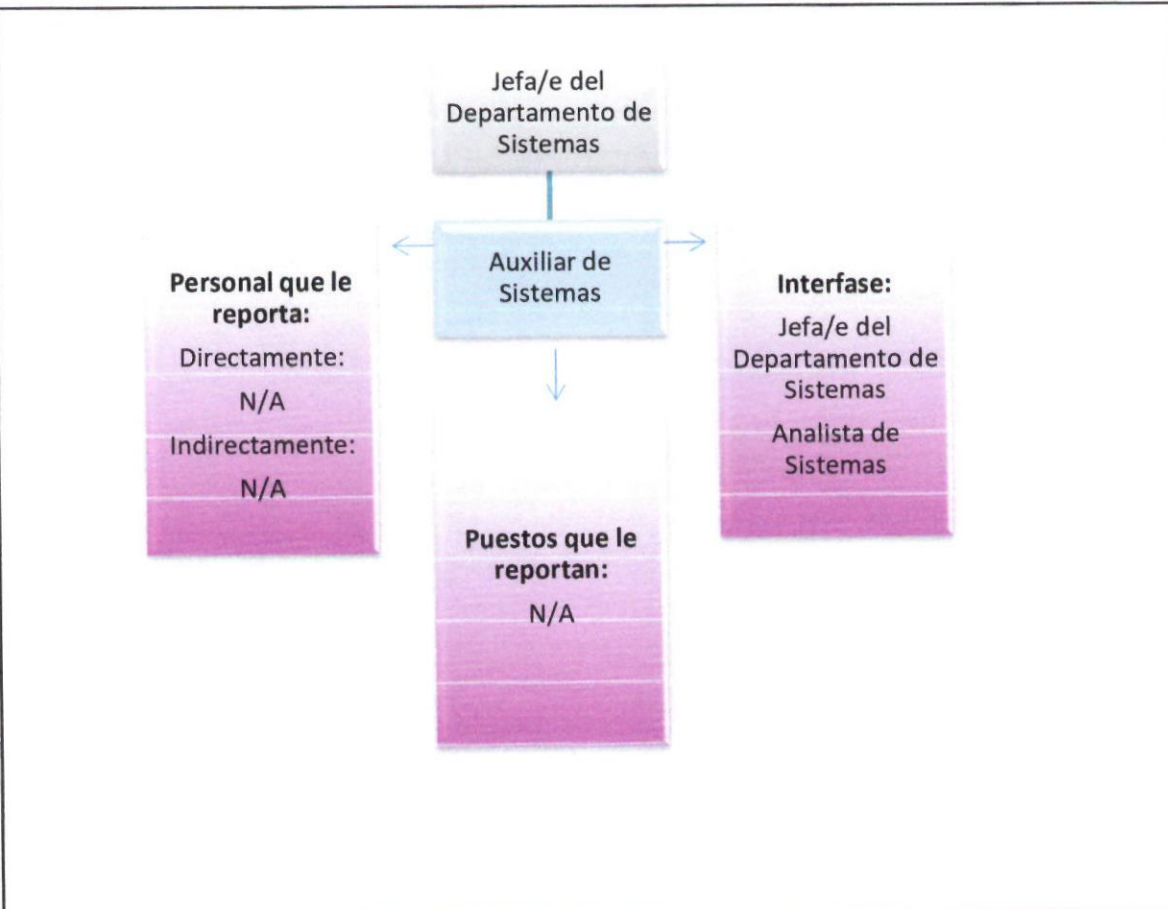 Jefa/e del
Departamento de
Sistemas
Auxiliar de
Sistemas
Personal que le
reporta:
Directamente:
N/A
Indirectamente:
N/A
Interfase:
Jefa/e del
Departamento de
Sistemas
Analista de
Sistemas
Puestos que le
reportan:
N/A